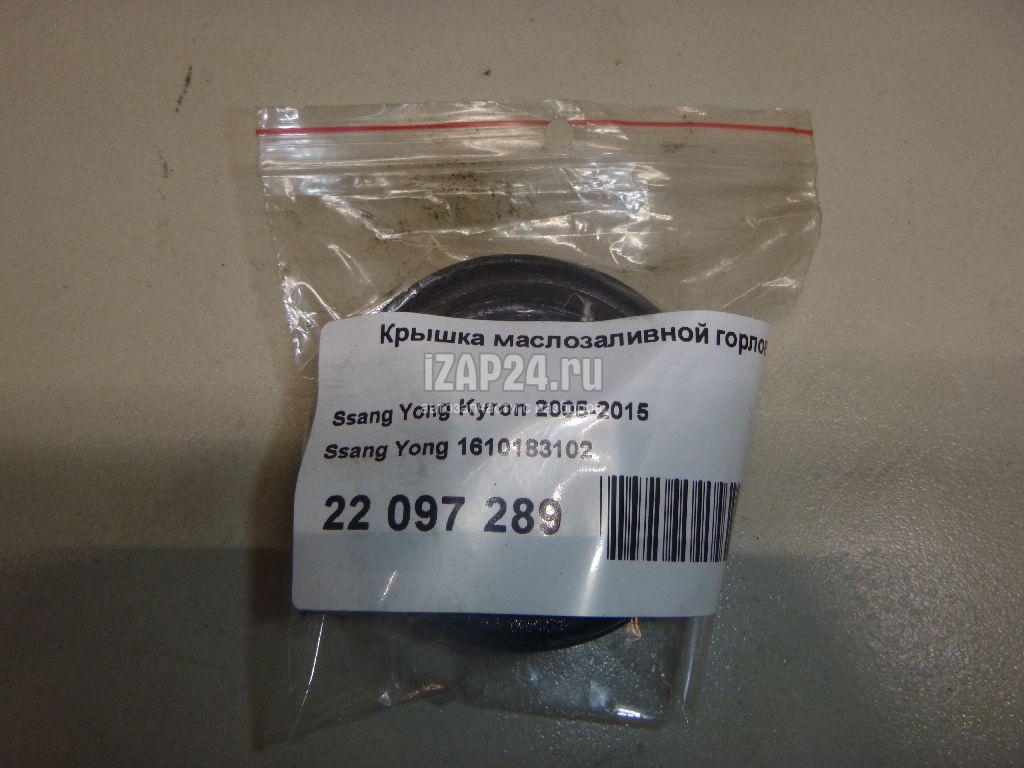 Крышка маслозаливной горлов
iZAP24.ru
Ssang Yong Kyron 2005-2015
Ssang Yong 1610183102
22 097 289